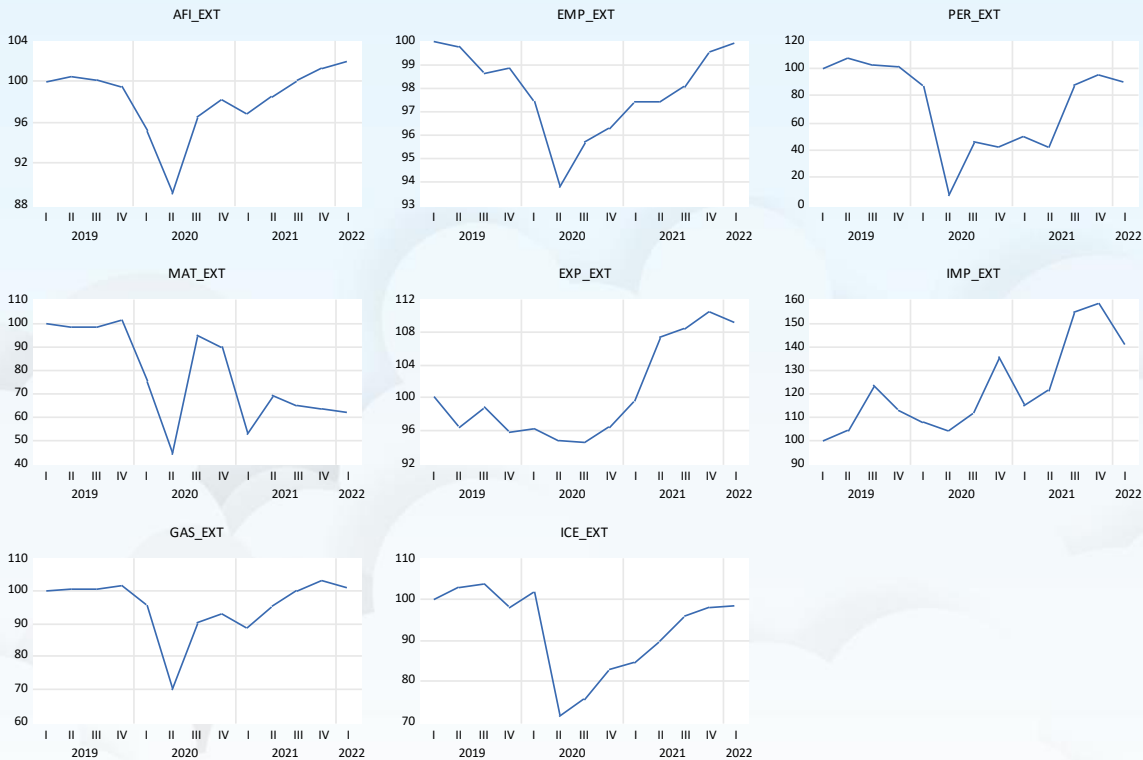 AFI_EXT
104
100
96
92
88
I II III IV I II III IV I II III IV I
2019 2020 2021 2022
EMP_EXT
100
99
98
97
96
95
94
93
I II III IV I II III IV I II III IV I
2019 2020 2021 2022
PER_EXT
120
100
80
60
40
20
0
I II III IV I II III IV I II III IV I
2019 2020 2021 2022
MAT_EXT
110
100
90
80
70
60
50
40
I II III IV I II III IV I II III IV I
2019 2020 2021 2022
EXP_EXT
112
108
104
100
96
92
I II III IV I II III IV I II III IV I
2019 2020 2021 2022
IMP_EXT
160
150
140
130
120
110
100
90
I II III IV I II III IV I II III IV I
2019 2020 2021 2022
GAS_EXT
110
100
90
80
70
60
I II III IV I II III IV I II III IV I
2019 2020 2021 2022
ICE_EXT
110
100
90
80
70
I II III IV I II III IV I II III IV I
2019 2020 2021 2022